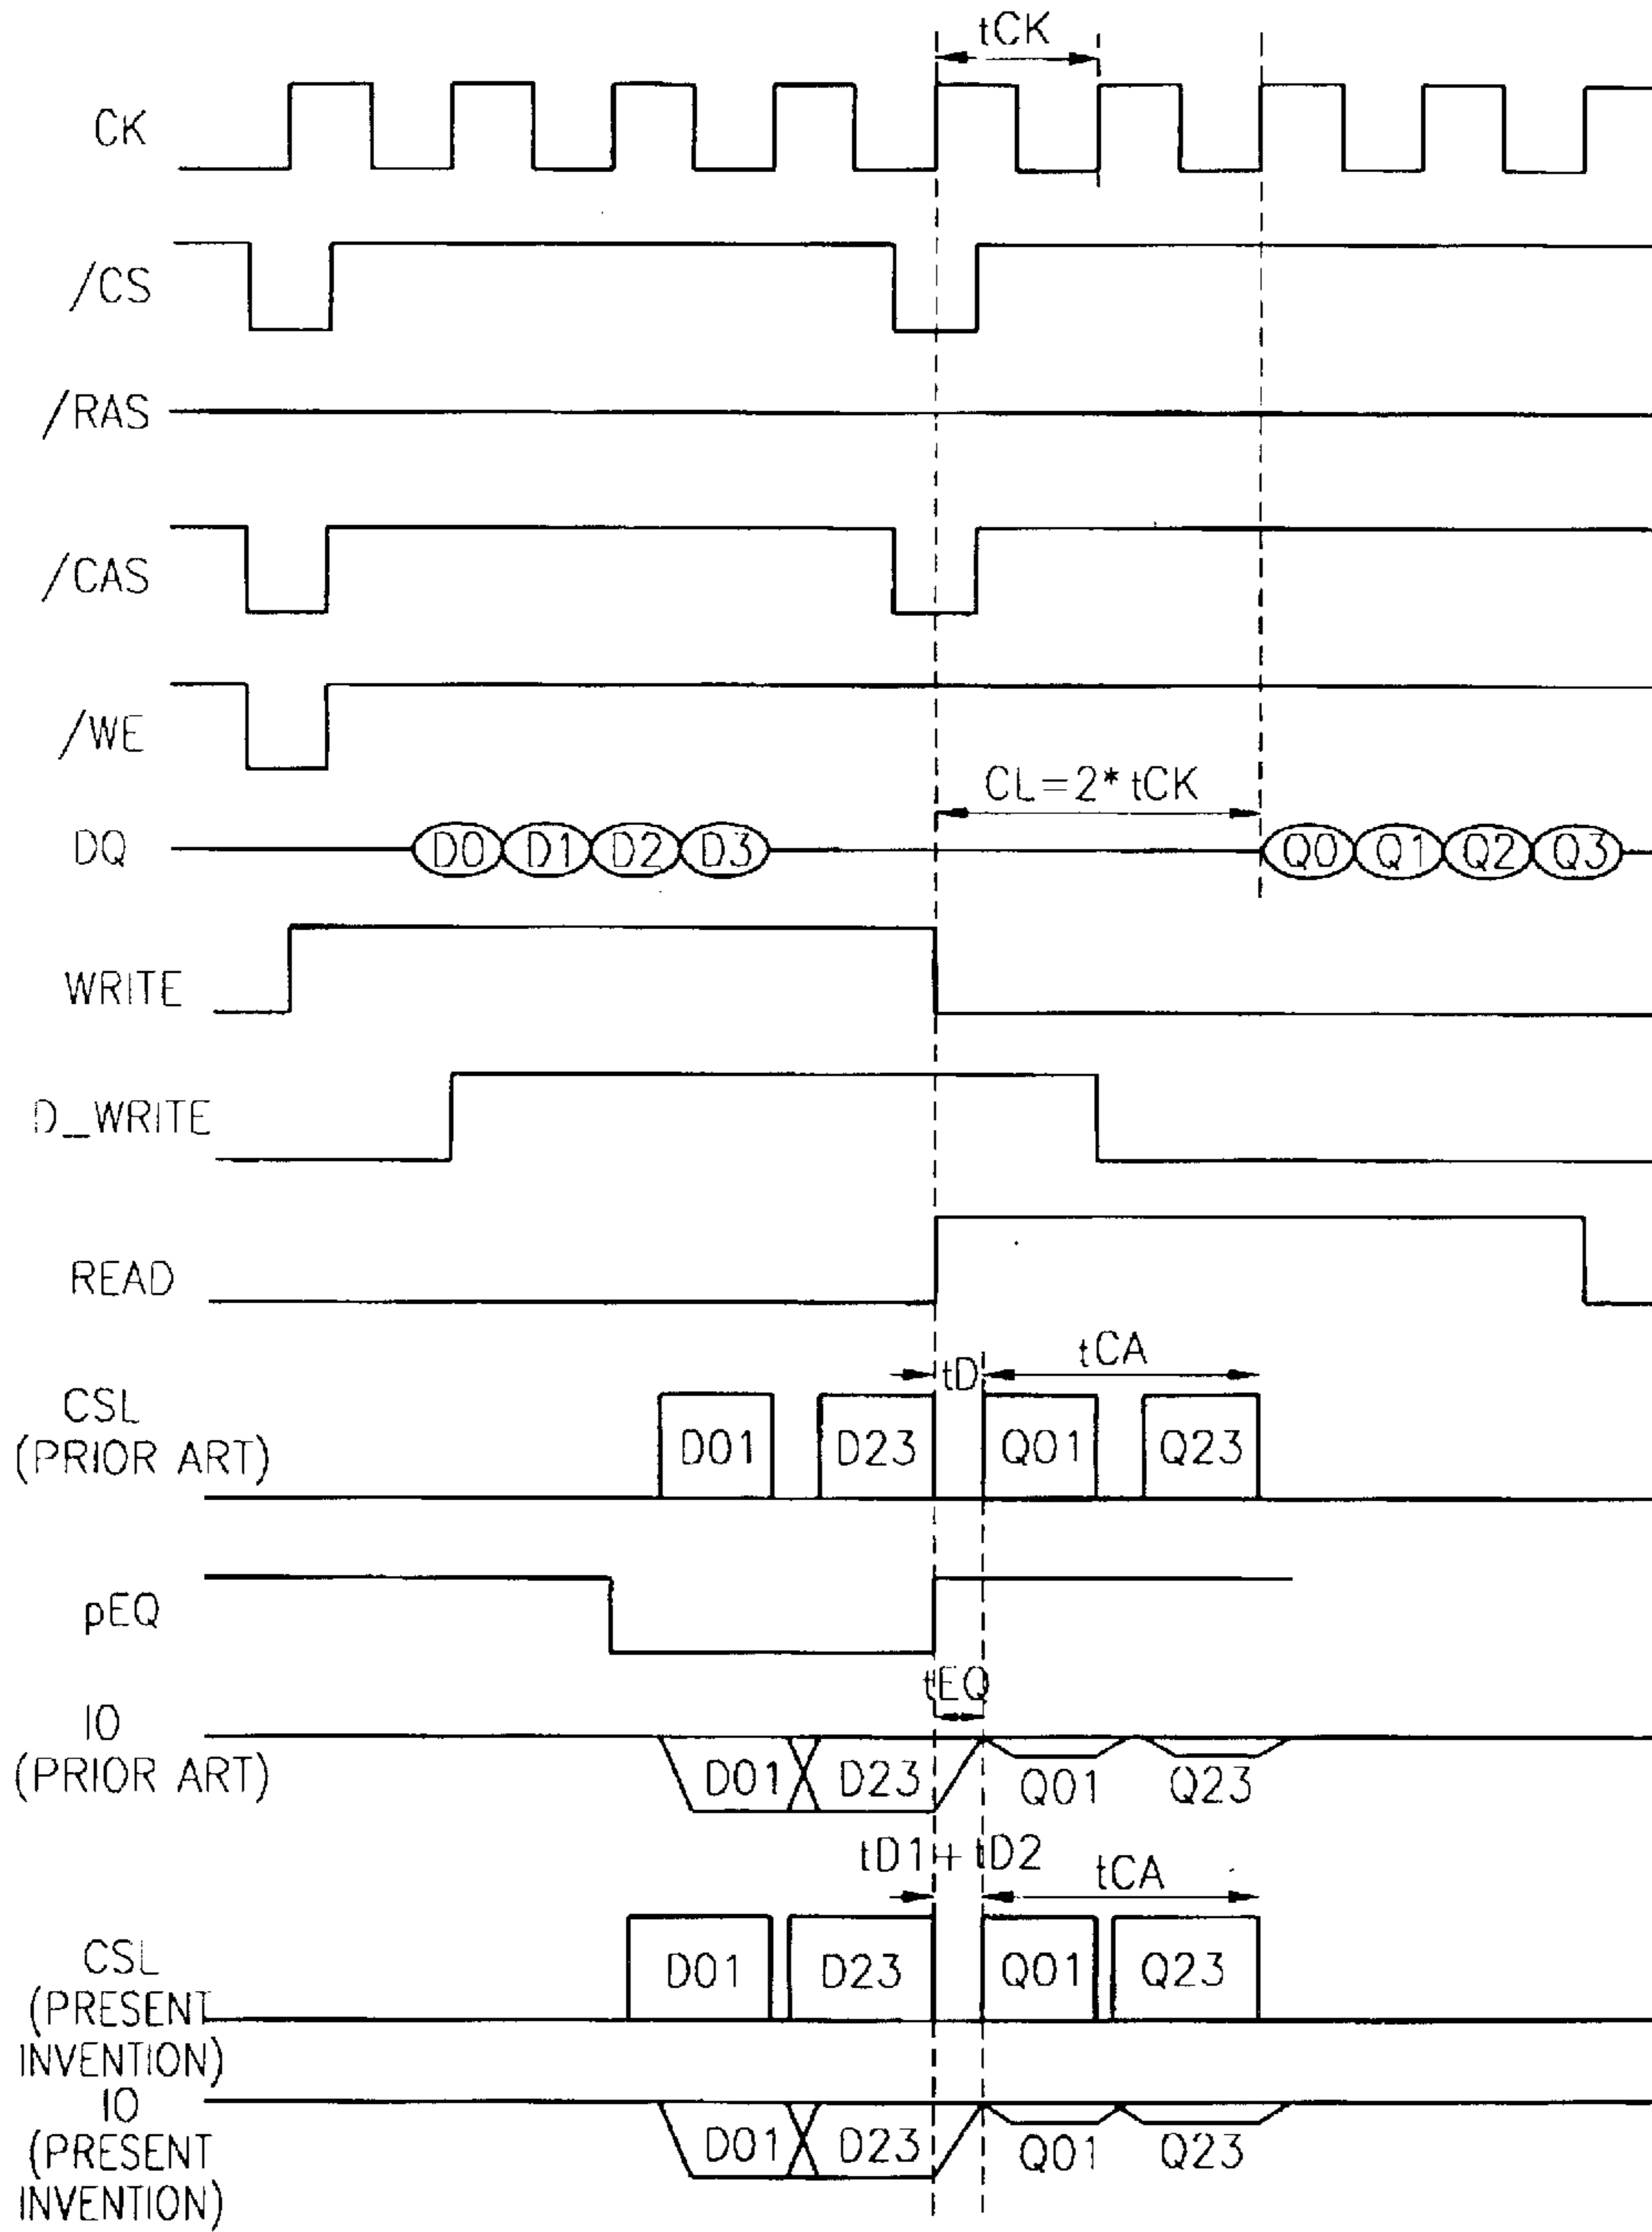 tCK
CK
/CS
/RAS
/CAS
/WE
CL=2* tCK
DQ D0 D1 D2 D3 Q0 Q1 Q2 Q3
WRITE
D_WRITE
READ
tD tCA
CSL
(PRIOR ART)
D01 D23 Q01 Q23
pEQ
tEQ
IO
(PRIOR ART)
D01 D23 Q01 Q23
tD1+tD2 tCA
CSL
(PRESENT
INVENTION)
D01 D23 Q01 Q23
IO
(PRESENT
INVENTION)
D01 D23 Q01 Q23